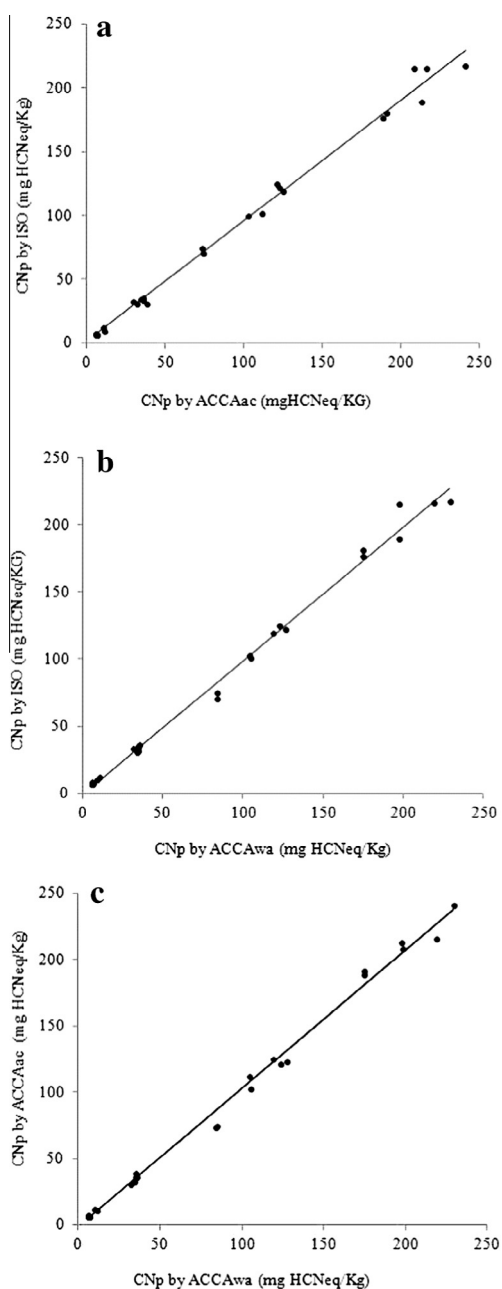 a
250
200
150
100
50
0
0 50 100 150 200 250
CNp by ISO (mg HCNeq/Kg)
CNp by ACCAac (mgHCNeq/KG)
b
250
200
150
100
50
0
0 50 100 150 200 250
CNp by ISO (mg HCNeq/KG)
CNp by ACCAwa (mg HCNeq/Kg)
c
250
200
150
100
50
0
0 50 100 150 200 250
CNp by ACCAac (mg HCNeq/Kg)
CNp by ACCAwa (mg HCNeq/Kg)